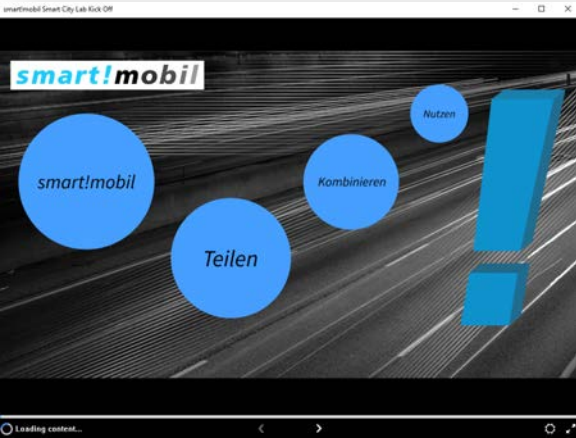 smart!mobil Smart City Lab Kick Off
smart!mobil
smart!mobil
Teilen
Kombinieren
Nutzen
!
Loading content...